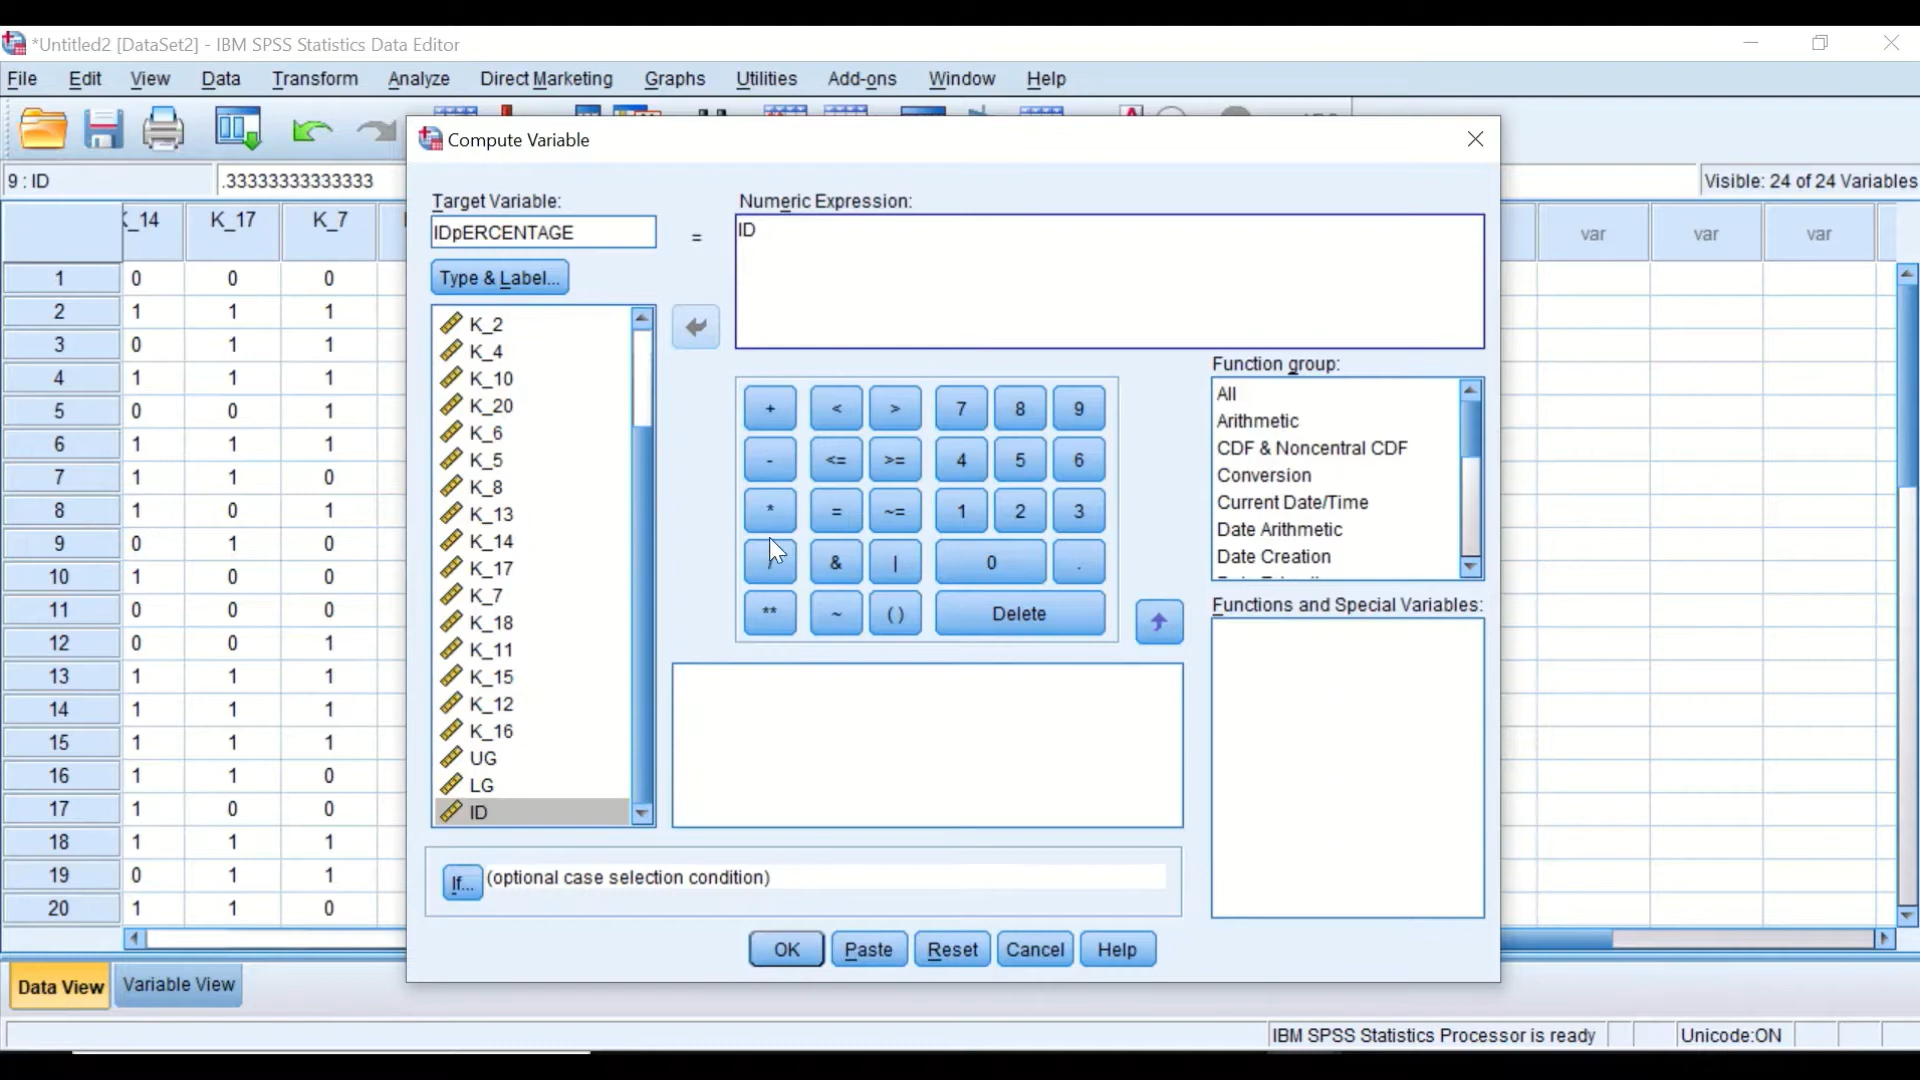 *Untitled2 [DataSet2] - IBM SPSS Statistics Data Editor
File Edit View Data Transform Analyze Direct Marketing Graphs Utilities Add-ons Window Help
Compute Variable
9 : ID .33333333333333 Visible: 24 of 24 Variables
Target Variable: Numeric Expression:
IDpERCENTAGE = ID
Type & Label...
_14 K_17 K_7 var var var
1 0 0 0
2 1 1 1
3 0 1 1
4 1 1 1
5 0 0 1
6 1 1 1
7 1 1 0
8 1 0 1
9 0 1 0
10 1 0 0
11 0 0 0
12 0 0 1
13 1 1 1
14 1 1 1
15 1 1 1
16 1 1 0
17 1 0 0
18 1 1 1
19 0 1 1
20 1 1 0
K_2
K_4
K_10
K_20
K_6
K_5
K_8
K_13
K_14
K_17
K_7
K_18
K_11
K_15
K_12
K_16
UG
LG
ID
+ < > 7 8 9
- <= >= 4 5 6
* = ~= 1 2 3
& | 0 .
** ~ ( ) Delete
Function group:
All
Arithmetic
CDF & Noncentral CDF
Conversion
Current Date/Time
Date Arithmetic
Date Creation
Functions and Special Variables:
If... (optional case selection condition)
OK Paste Reset Cancel Help
Data View Variable View
IBM SPSS Statistics Processor is ready Unicode:ON